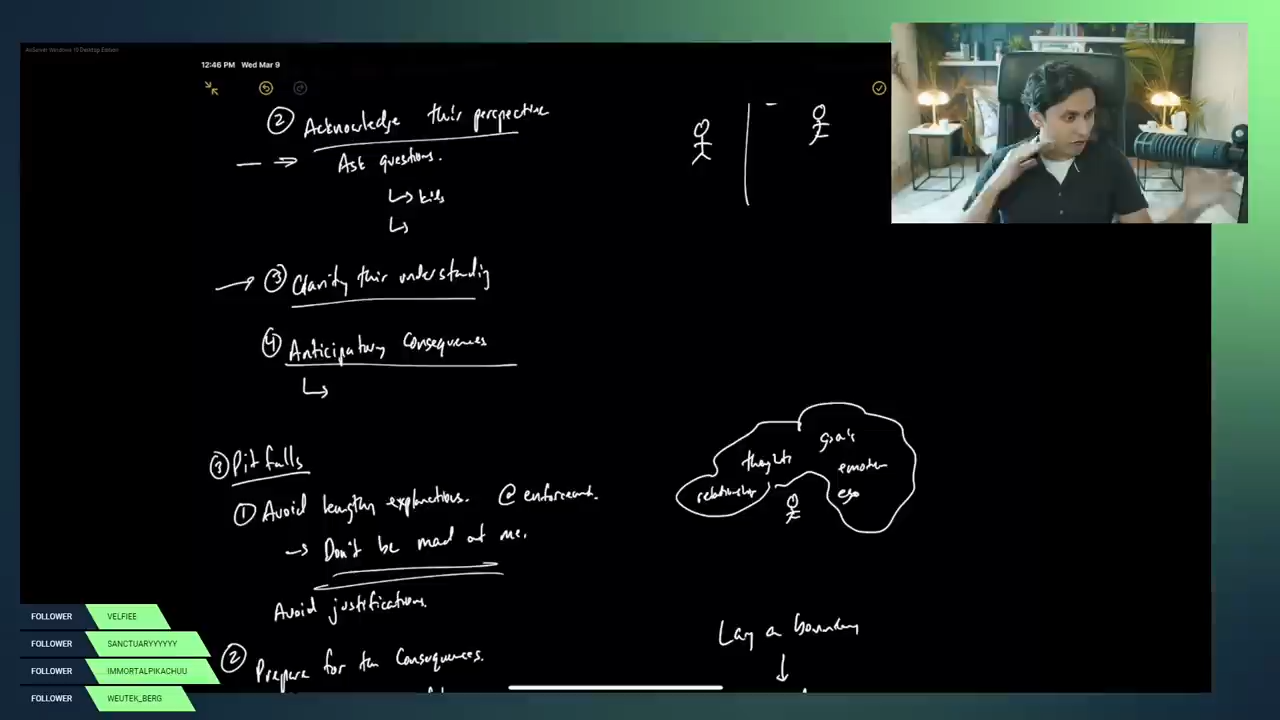 12:46 PM Wed Mar 9
② Acknowledge their perspective
Ask questions.
kids
③ Clarify their understanding
④ Anticipatory Consequences
③ Pitfalls
① Avoid lengthy explanations. @ enforcement.
→ Don't be mad at me.
Avoid justifications.
② Prepare for the Consequences.
goals
thoughts
emotion
relationship
ego
Lay a boundary
FOLLOWER VELFIEE
FOLLOWER SANCTUARYYYYYY
FOLLOWER IMMORTALPIKACHUU
FOLLOWER WEUTEK_BERG